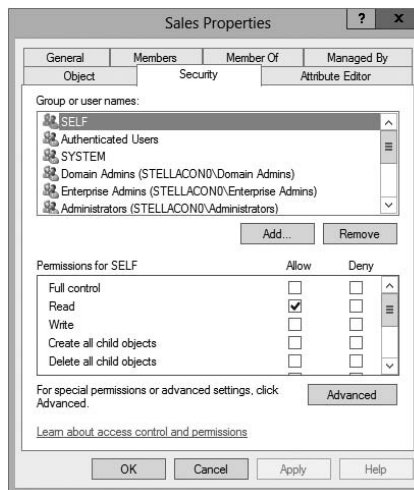 Sales Properties
? x
General Members Member Of Managed By
Object Security Attribute Editor
Group or user names:
SELF
Authenticated Users
SYSTEM
Domain Admins (STELLACON0\Domain Admins)
Enterprise Admins (STELLACON0\Enterprise Admins)
Administrators (STELLACON0\Administrators)
Add... Remove
Permissions for SELF Allow Deny
Full control
Read
Write
Create all child objects
Delete all child objects
For special permissions or advanced settings, click
Advanced.
Advanced
Learn about access control and permissions
OK Cancel Apply Help